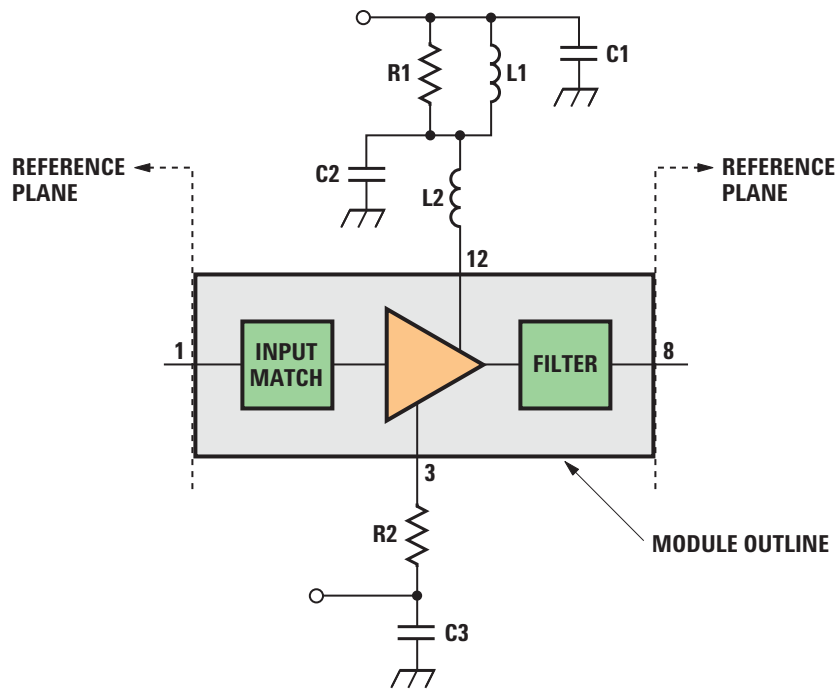 R1
L1
C1
REFERENCE
PLANE
C2
L2
REFERENCE
PLANE
12
1
INPUT
MATCH
FILTER
8
3
R2
MODULE OUTLINE
C3